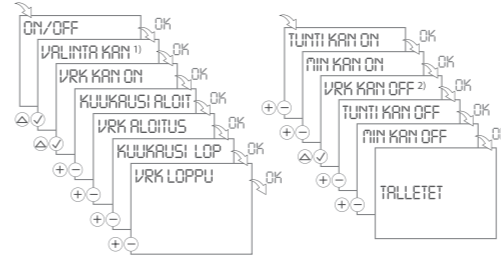 ON/OFF
OK
VALINTA KAN 1)
OK
VRK KAN ON
OK
KUUKAUSI ALOIT
OK
VRK ALOITUS
OK
KUUKAUSI LOP
OK
VRK LOPPU
OK
TUNTI KAN ON
OK
MIN KAN ON
OK
VRK KAN OFF 2)
OK
TUNTI KAN OFF
OK
MIN KAN OFF
TALLETET